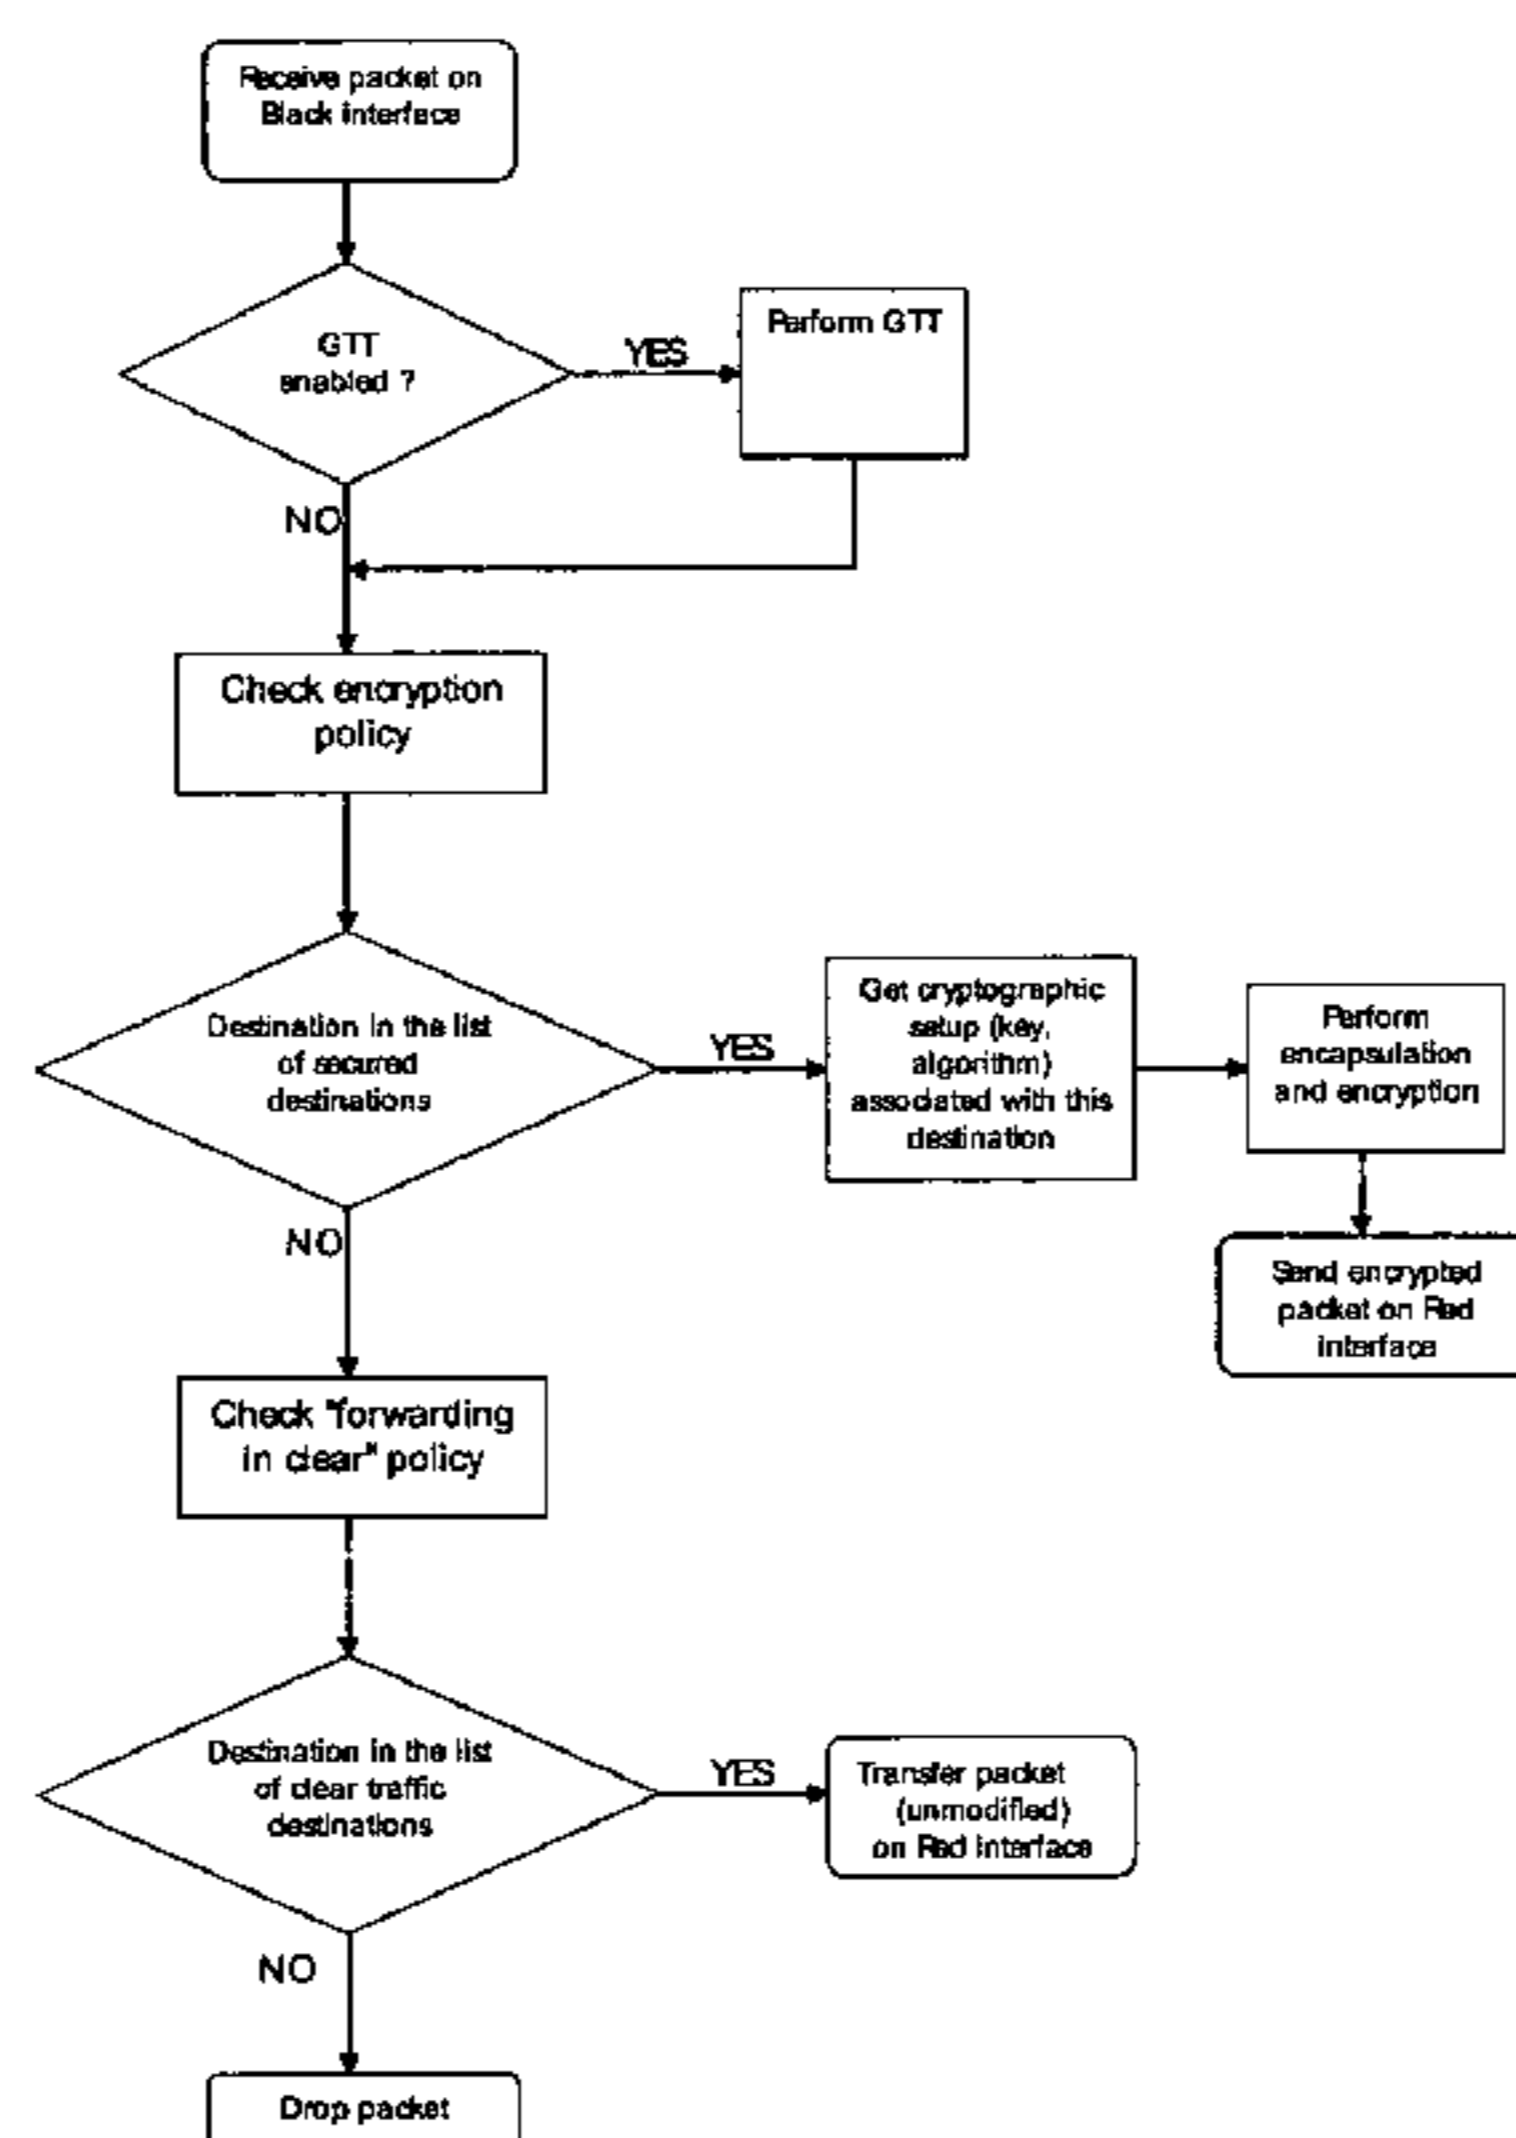 Receive packet on
Black interface
GTT
enabled ?
YES
Perform GTT
NO
Check encryption
policy
Destination in the list
of secured
destinations
YES
Get cryptographic
setup (key,
algorithm)
associated with this
destination
Perform
encapsulation
and encryption
Send encrypted
packet on Red
interface
NO
Check "forwarding
in clear" policy
Destination in the list
of clear traffic
destinations
YES
Transfer packet
(unmodified)
on Red interface
NO
Drop packet